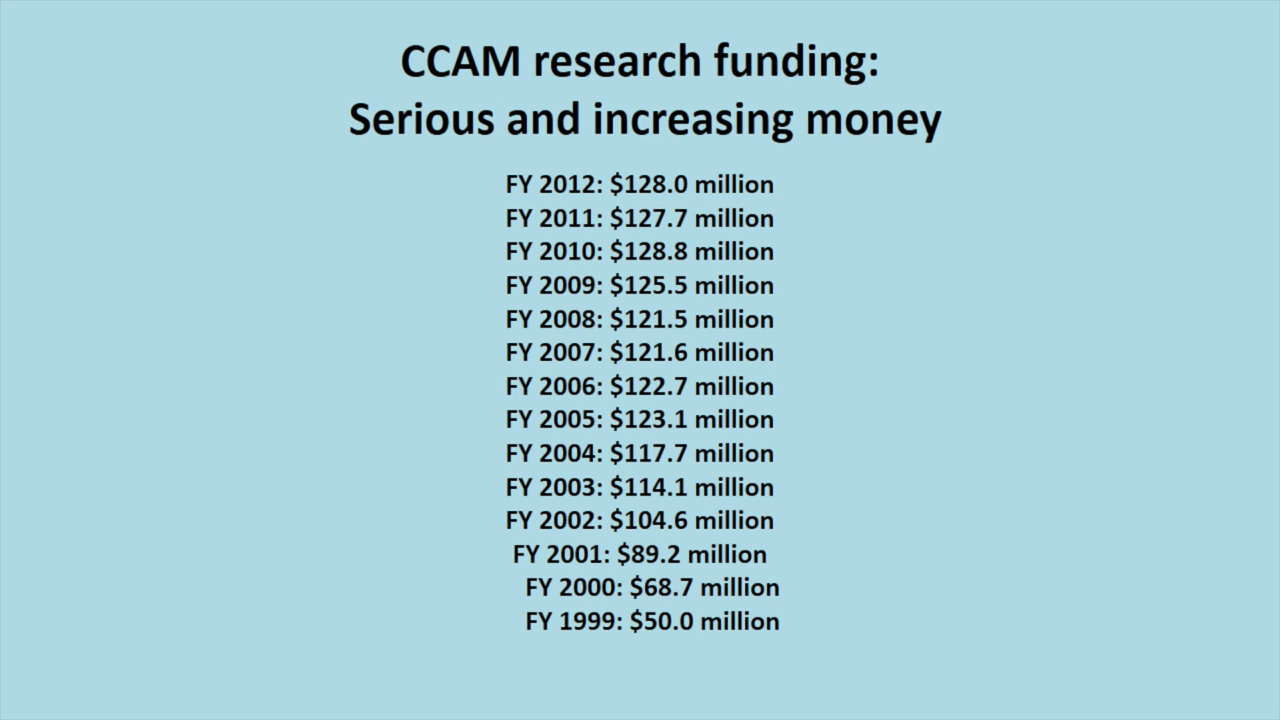 CCAM research funding:
Serious and increasing money
FY 2012: $128.0 million
FY 2011: $127.7 million
FY 2010: $128.8 million
FY 2009: $125.5 million
FY 2008: $121.5 million
FY 2007: $121.6 million
FY 2006: $122.7 million
FY 2005: $123.1 million
FY 2004: $117.7 million
FY 2003: $114.1 million
FY 2002: $104.6 million
FY 2001: $89.2 million
FY 2000: $68.7 million
FY 1999: $50.0 million